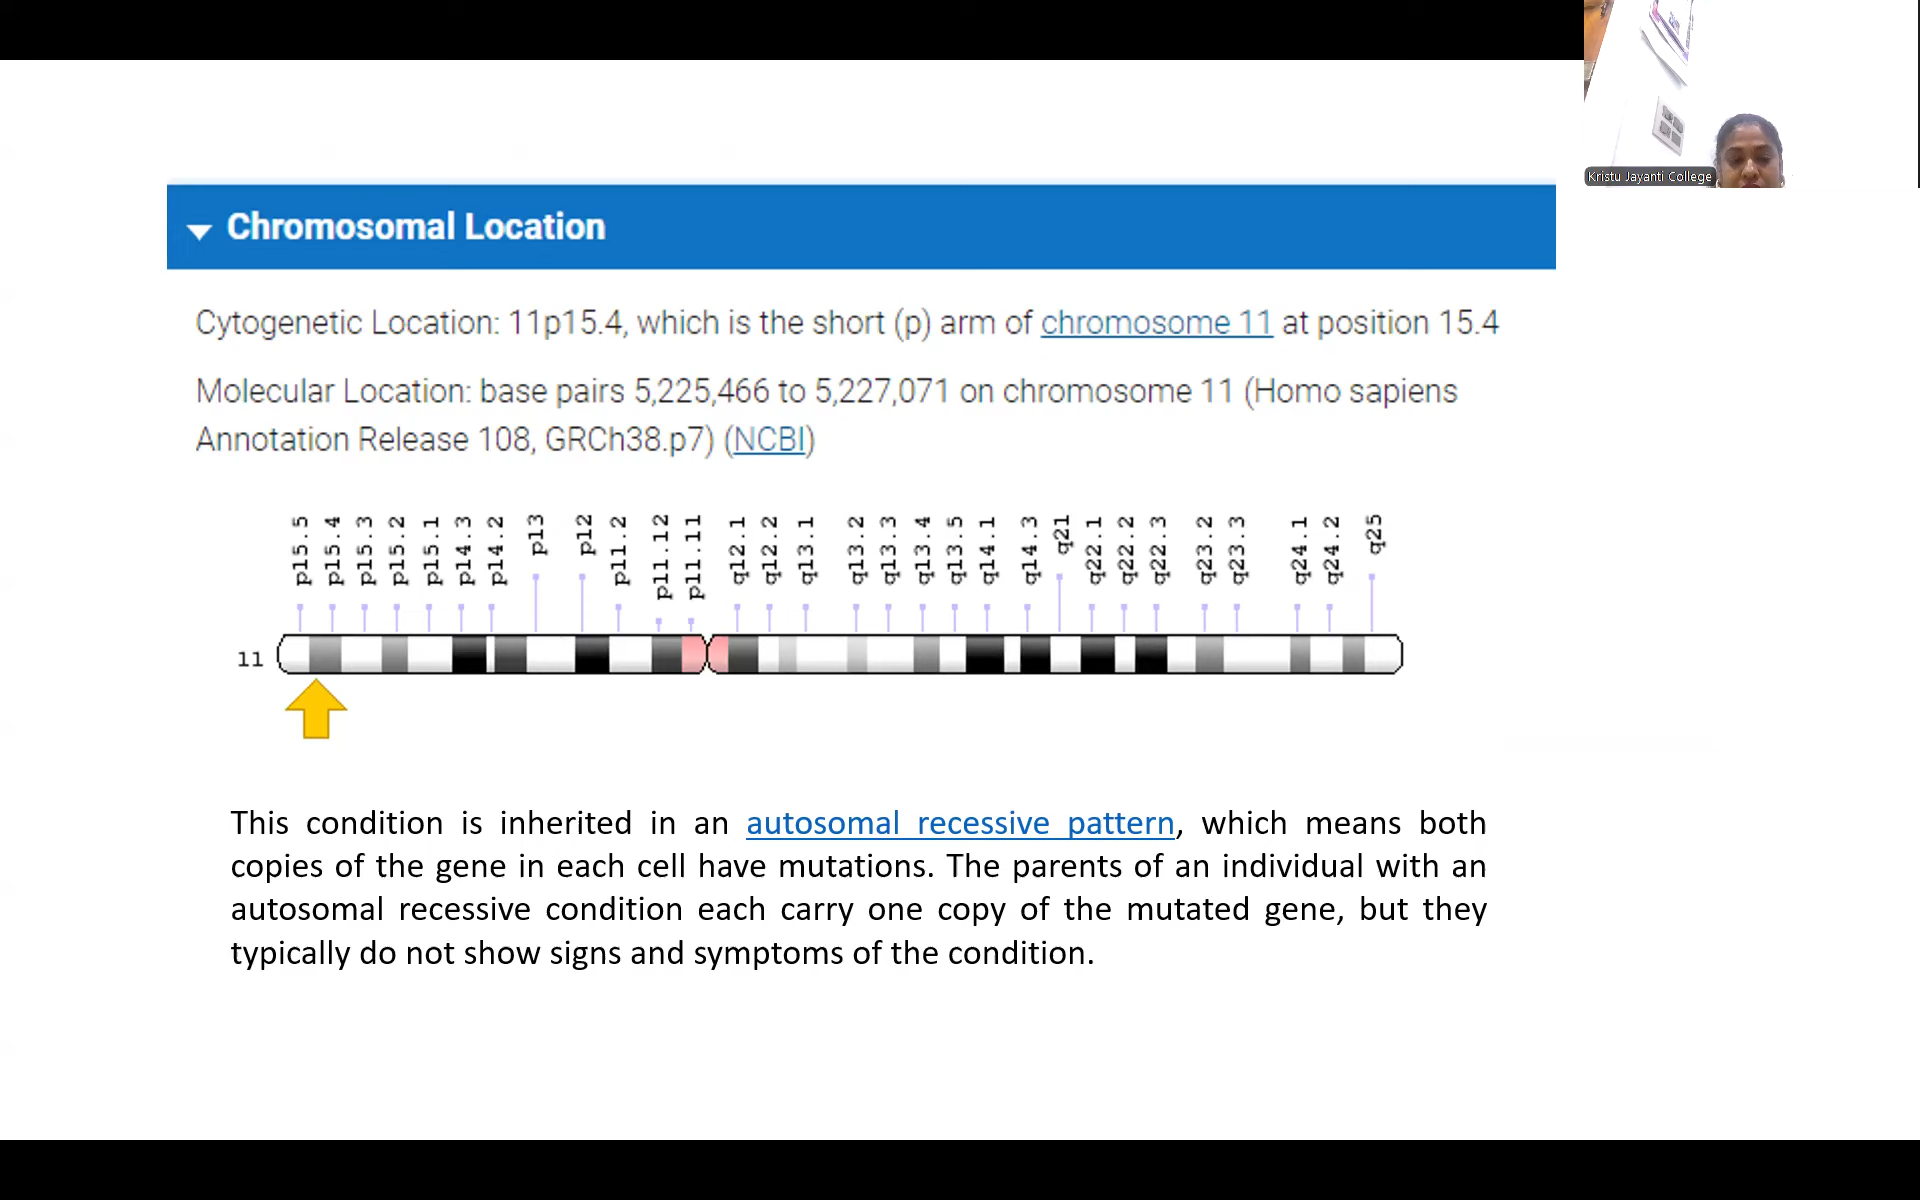 Kristu Jayanti College
Chromosomal Location
Cytogenetic Location: 11p15.4, which is the short (p) arm of chromosome 11 at position 15.4
Molecular Location: base pairs 5,225,466 to 5,227,071 on chromosome 11 (Homo sapiens
Annotation Release 108, GRCh38.p7) (NCBI)
p15.5
p15.4
p15.3
p15.2
p15.1
p14.3
p14.2
p13
p12
p11.2
p11.12
p11.11
q12.1
q12.2
q13.1
q13.2
q13.3
q13.4
q13.5
q14.1
q14.3
q21
q22.1
q22.2
q22.3
q23.2
q23.3
q24.1
q24.2
q25
11
This condition is inherited in an autosomal recessive pattern, which means both
copies of the gene in each cell have mutations. The parents of an individual with an
autosomal recessive condition each carry one copy of the mutated gene, but they
typically do not show signs and symptoms of the condition.